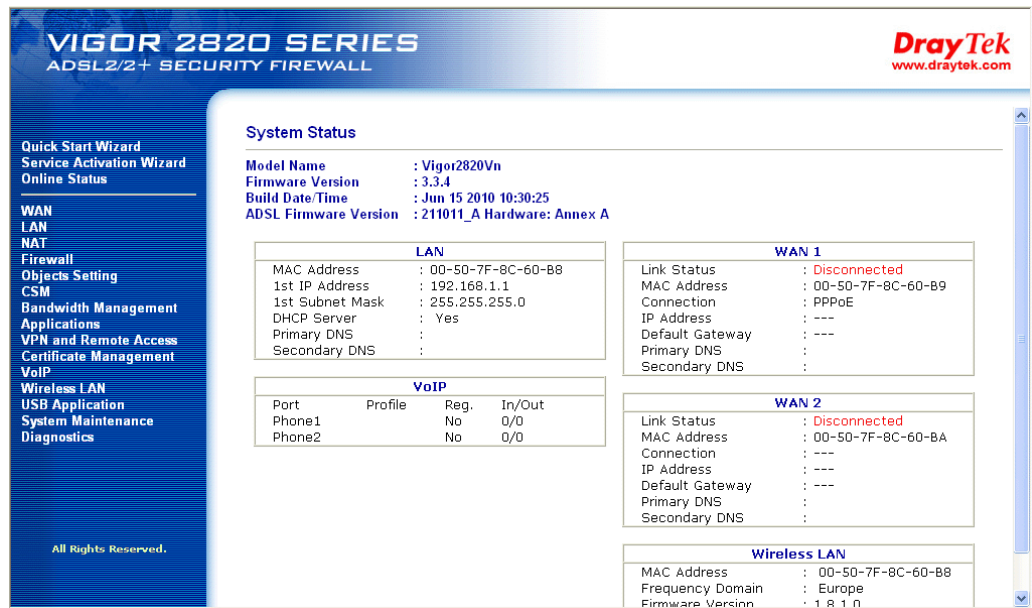 VIGOR 2820 SERIES
ADSL2/2+ SECURITY FIREWALL
DrayTek
www.draytek.com
Quick Start Wizard
Service Activation Wizard
Online Status
WAN
LAN
NAT
Firewall
Objects Setting
CSM
Bandwidth Management
Applications
VPN and Remote Access
Certificate Management
VoIP
Wireless LAN
USB Application
System Maintenance
Diagnostics
All Rights Reserved.
System Status
Model Name : Vigor2820Vn
Firmware Version : 3.3.4
Build Date/Time : Jun 15 2010 10:30:25
ADSL Firmware Version : 211011_A Hardware: Annex A
LAN
MAC Address : 00-50-7F-8C-60-B8
1st IP Address : 192.168.1.1
1st Subnet Mask : 255.255.255.0
DHCP Server : Yes
Primary DNS :
Secondary DNS :
VoIP
Port Profile Reg. In/Out
Phone1 No 0/0
Phone2 No 0/0
WAN 1
Link Status : Disconnected
MAC Address : 00-50-7F-8C-60-B9
Connection : PPPoE
IP Address : ---
Default Gateway : ---
Primary DNS :
Secondary DNS :
WAN 2
Link Status : Disconnected
MAC Address : 00-50-7F-8C-60-BA
Connection : ---
IP Address : ---
Default Gateway : ---
Primary DNS :
Secondary DNS :
Wireless LAN
MAC Address : 00-50-7F-8C-60-B8
Frequency Domain : Europe
Firmware Version : 1.8.1.0